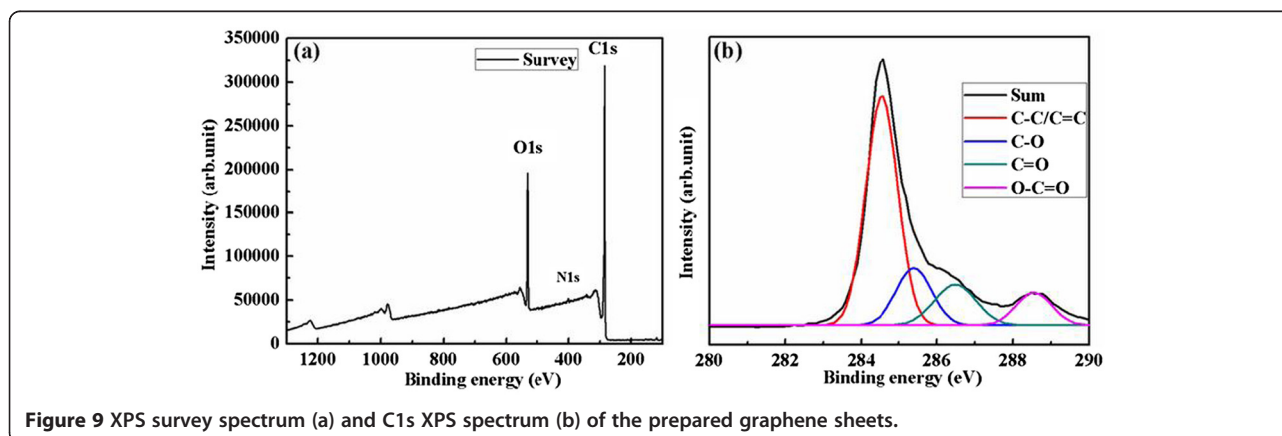 (a)
Survey
C1s
O1s
N1s
350000
300000
250000
200000
150000
100000
50000
0
Intensity (arb.unit)
1200 1000 800 600 400 200
Binding energy (eV)
(b)
Sum
C-C/C=C
C-O
C=O
O-C=O
Intensity (arb.unit)
280 282 284 286 288 290
Binding energy (eV)
Figure 9 XPS survey spectrum (a) and C1s XPS spectrum (b) of the prepared graphene sheets.